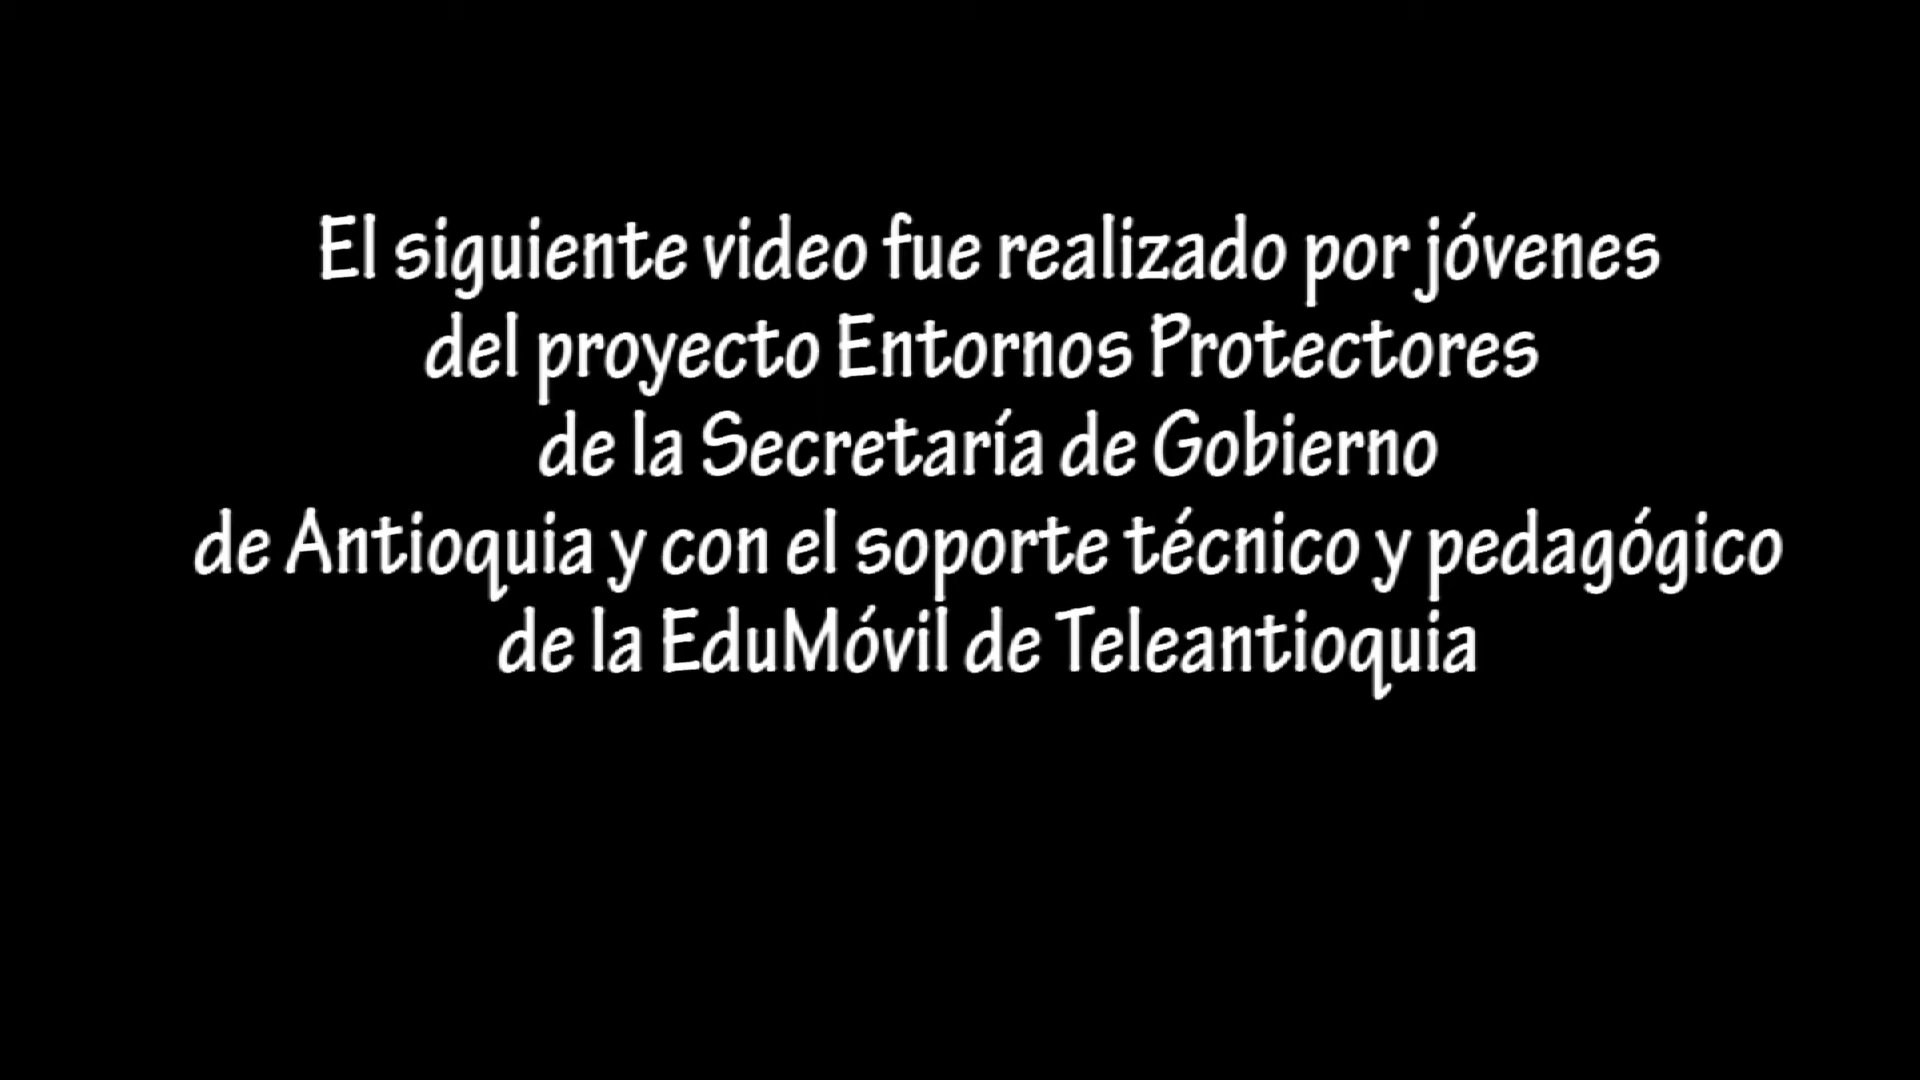 El siguiente video fue realizado por jóvenes
del proyecto Entornos Protectores
de la Secretaría de Gobierno
de Antioquia y con el soporte técnico y pedagógico
de la EduMóvil de Teleantioquia